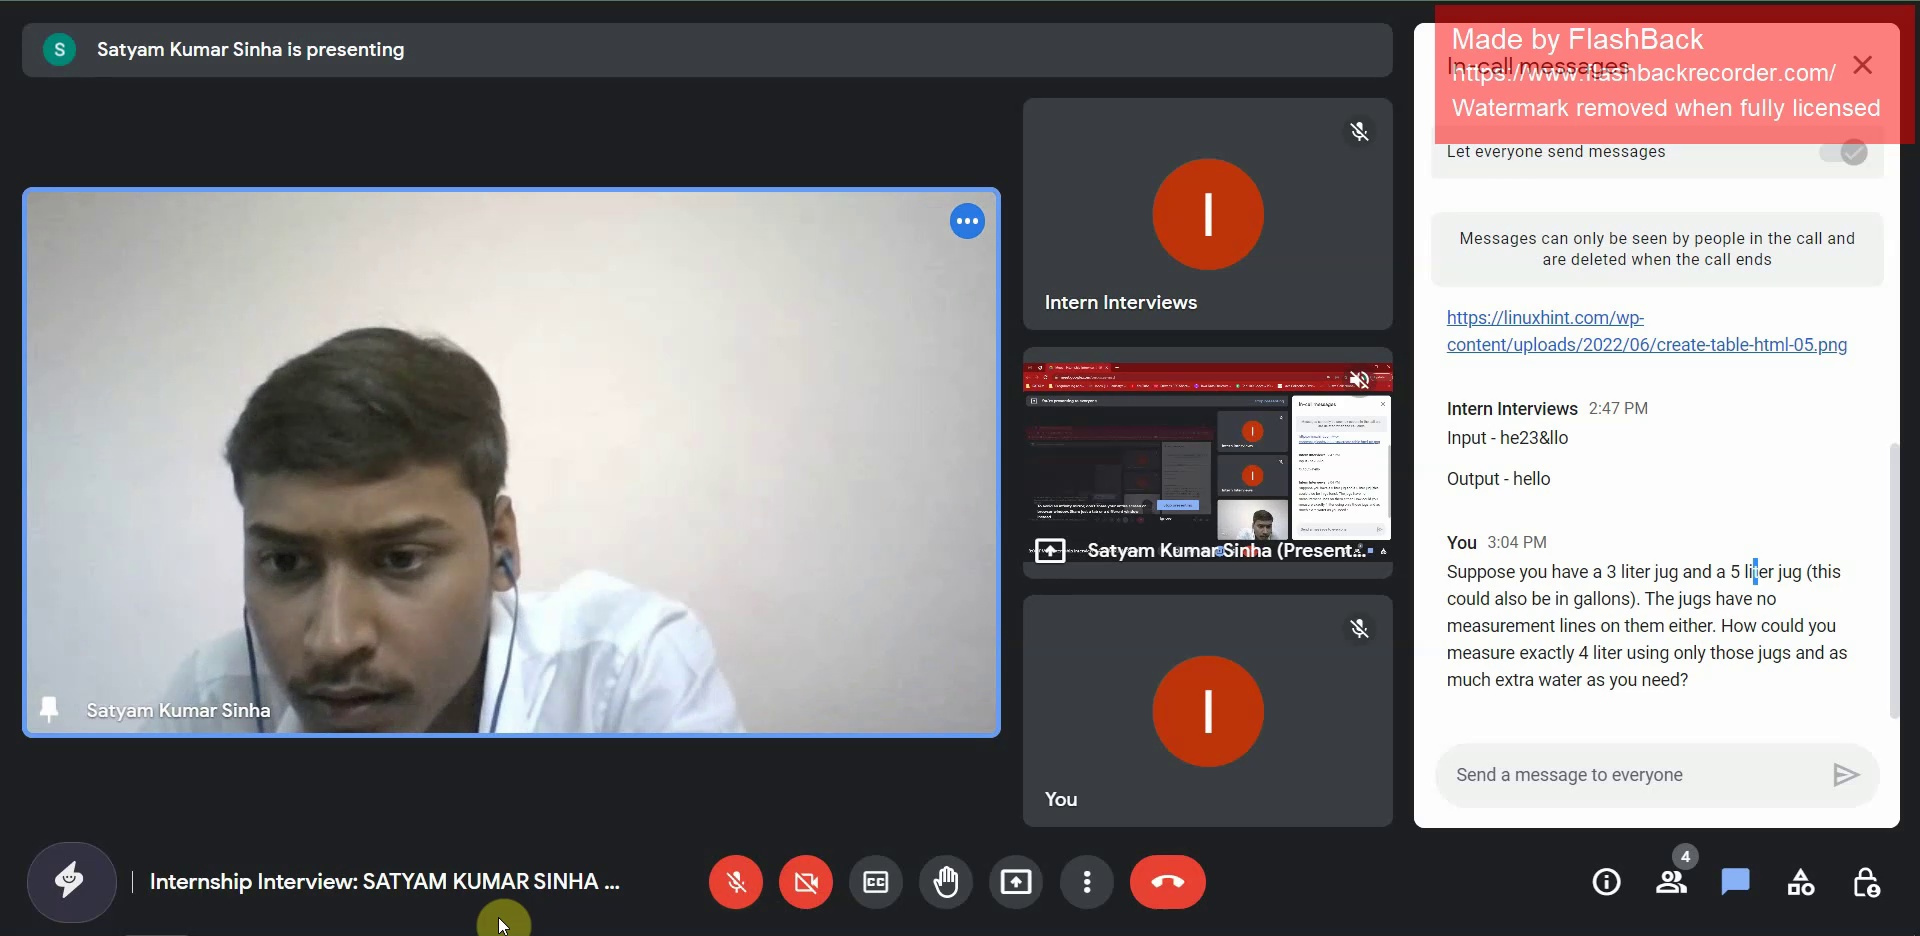 S Satyam Kumar Sinha is presenting
Made by FlashBack
In-call messages
https://www.flashbackrecorder.com/
Watermark removed when fully licensed
Let everyone send messages
Messages can only be seen by people in the call and
are deleted when the call ends
https://linuxhint.com/wp-
content/uploads/2022/06/create-table-html-05.png
Intern Interviews 2:47 PM
Input - he23&llo
Output - hello
You 3:04 PM
Suppose you have a 3 liter jug and a 5 liter jug (this
could also be in gallons). The jugs have no
measurement lines on them either. How could you
measure exactly 4 liter using only those jugs and as
much extra water as you need?
Send a message to everyone
I
Intern Interviews
Satyam Kumar Sinha (Present...
I
You
Satyam Kumar Sinha
Internship Interview: SATYAM KUMAR SINHA ...
CC
4